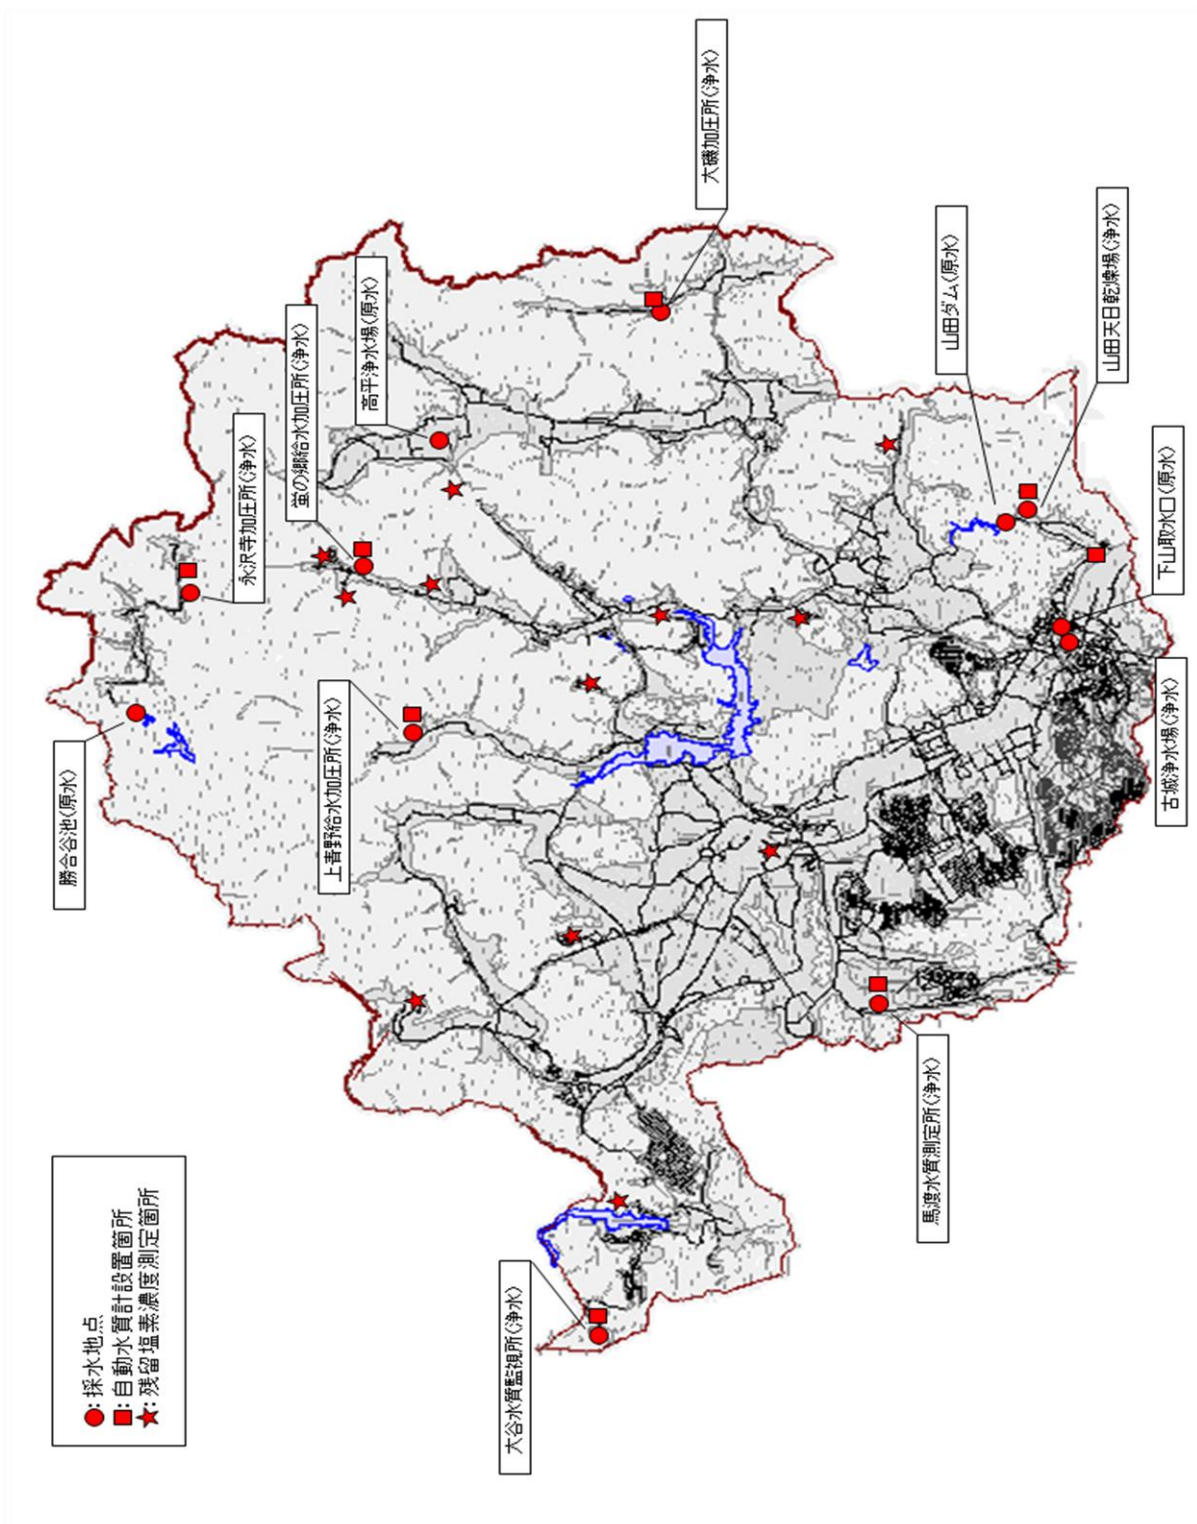 ●:採水地点
■:自動水質計設置箇所
★:残留塩素濃度測定箇所
勝合谷池(原水)
永沢寺加圧所(浄水)
蛍の郷給水加圧所(浄水)
高平浄水場(原水)
上青野給水加圧所(浄水)
大磯加圧所(浄水)
山田ダム(原水)
山田天日乾燥場(浄水)
下山取水口(原水)
古城浄水場(浄水)
馬渡水質測定所(浄水)
大谷水質監視所(浄水)